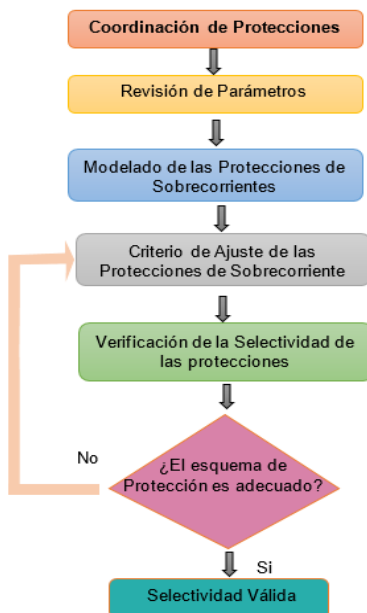 Coordinación de Protecciones
Revisión de Parámetros
Modelado de las Protecciones de
Sobrecorrientes
Criterio de Ajuste de las
Protecciones de Sobrecorriente
Verificación de la Selectividad de
las protecciones
No
¿El esquema de
Protección es adecuado?
Si
Selectividad Válida